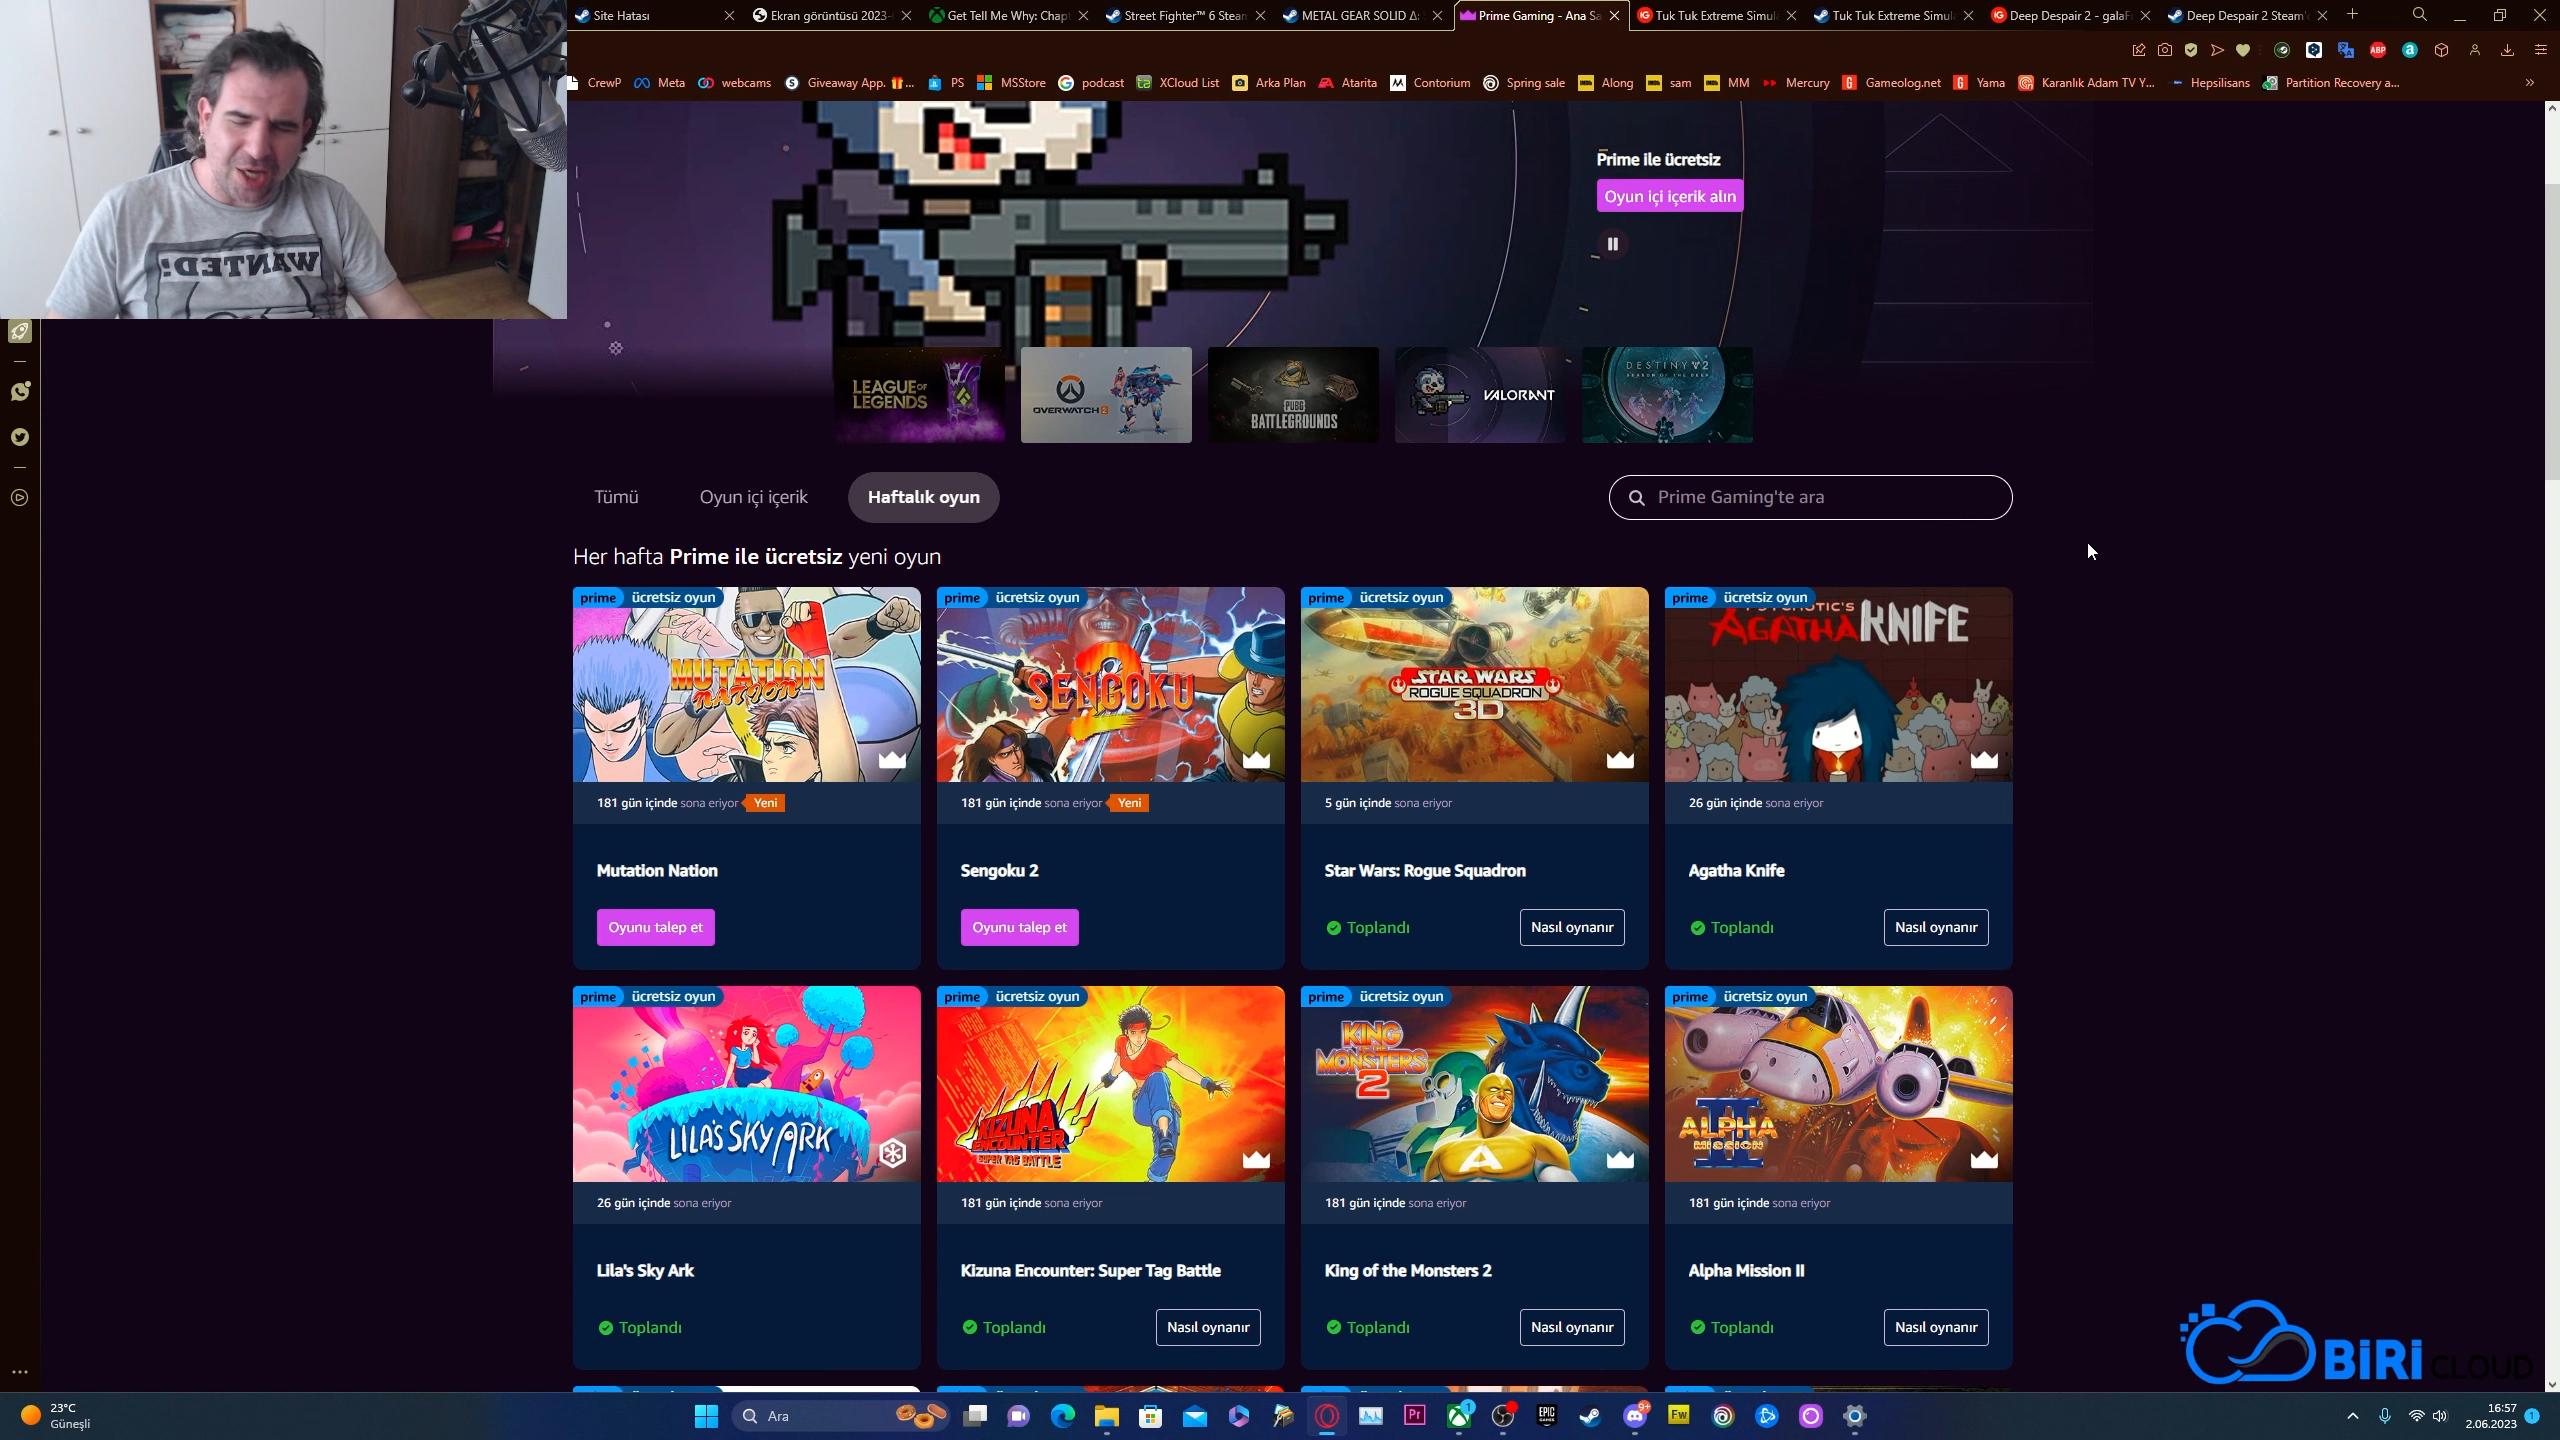 Site Hatası
Ekran görüntüsü 2023-
Get Tell Me Why: Chapt
Street Fighter™ 6 Steam
METAL GEAR SOLID Δ:
Prime Gaming - Ana Sa
Tuk Tuk Extreme Simul
Tuk Tuk Extreme Simul
Deep Despair 2 - galaF
Deep Despair 2 Steam'
CrewP
Meta
webcams
Giveaway App.
PS
MSStore
podcast
XCloud List
Arka Plan
Atarita
Contorium
Spring sale
Along
sam
MM
Mercury
Gameolog.net
Yama
Karanlık Adam TV Y...
Hepsilisans
Partition Recovery a...
WANTED!
Prime ile ücretsiz
Oyun içi içerik alın
LEAGUE OF LEGENDS
OVERWATCH 2
PUBG BATTLEGROUNDS
VALORANT
DESTINY 2
Tümü
Oyun içi içerik
Haftalık oyun
Prime Gaming'te ara
Her hafta Prime ile ücretsiz yeni oyun
prime ücretsiz oyun
prime ücretsiz oyun
prime ücretsiz oyun
prime ücretsiz oyun
MUTATION NATION
SENGOKU 2
STAR WARS
ROGUE SQUADRON
3D
PSYCHOTIC'S
AGATHA KNIFE
181 gün içinde sona eriyor Yeni
181 gün içinde sona eriyor Yeni
5 gün içinde sona eriyor
26 gün içinde sona eriyor
Mutation Nation
Sengoku 2
Star Wars: Rogue Squadron
Agatha Knife
Oyunu talep et
Oyunu talep et
Toplandı
Nasıl oynanır
Toplandı
Nasıl oynanır
prime ücretsiz oyun
prime ücretsiz oyun
prime ücretsiz oyun
prime ücretsiz oyun
LILA'S SKY ARK
KIZUNA ENCOUNTER
SUPER TAG BATTLE
KING OF THE MONSTERS 2
ALPHA MISSION II
26 gün içinde sona eriyor
181 gün içinde sona eriyor
181 gün içinde sona eriyor
181 gün içinde sona eriyor
Lila's Sky Ark
Kizuna Encounter: Super Tag Battle
King of the Monsters 2
Alpha Mission II
Toplandı
Toplandı
Nasıl oynanır
Toplandı
Nasıl oynanır
Toplandı
Nasıl oynanır
BİRİ CLOUD
23°C
Güneşli
Ara
16:57
2.06.2023